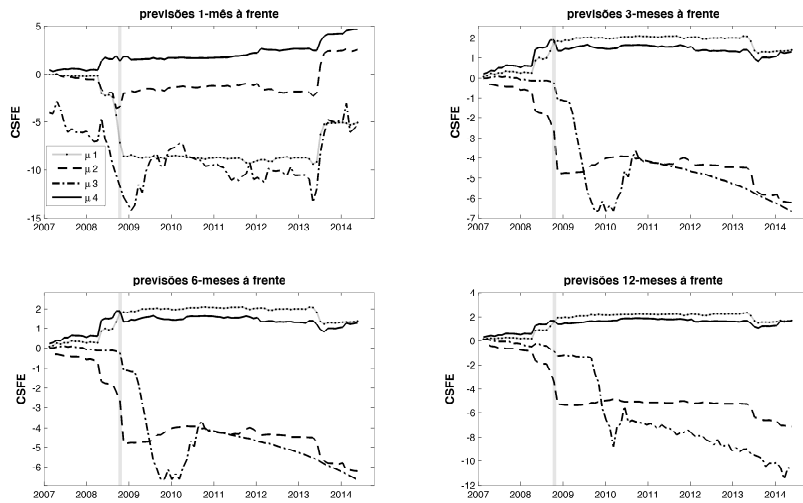 previsões 1-mês à frente
5
0
-5
-10
-15
CSFE
μ 1
μ 2
μ 3
μ 4
2007 2008 2009 2010 2011 2012 2013 2014
previsões 3-meses à frente
2
1
0
-1
-2
-3
-4
-5
-6
-7
CSFE
2007 2008 2009 2010 2011 2012 2013 2014
previsões 6-meses à frente
2
1
0
-1
-2
-3
-4
-5
-6
CSFE
2007 2008 2009 2010 2011 2012 2013 2014
previsões 12-meses à frente
4
2
0
-2
-4
-6
-8
-10
-12
CSFE
2007 2008 2009 2010 2011 2012 2013 2014